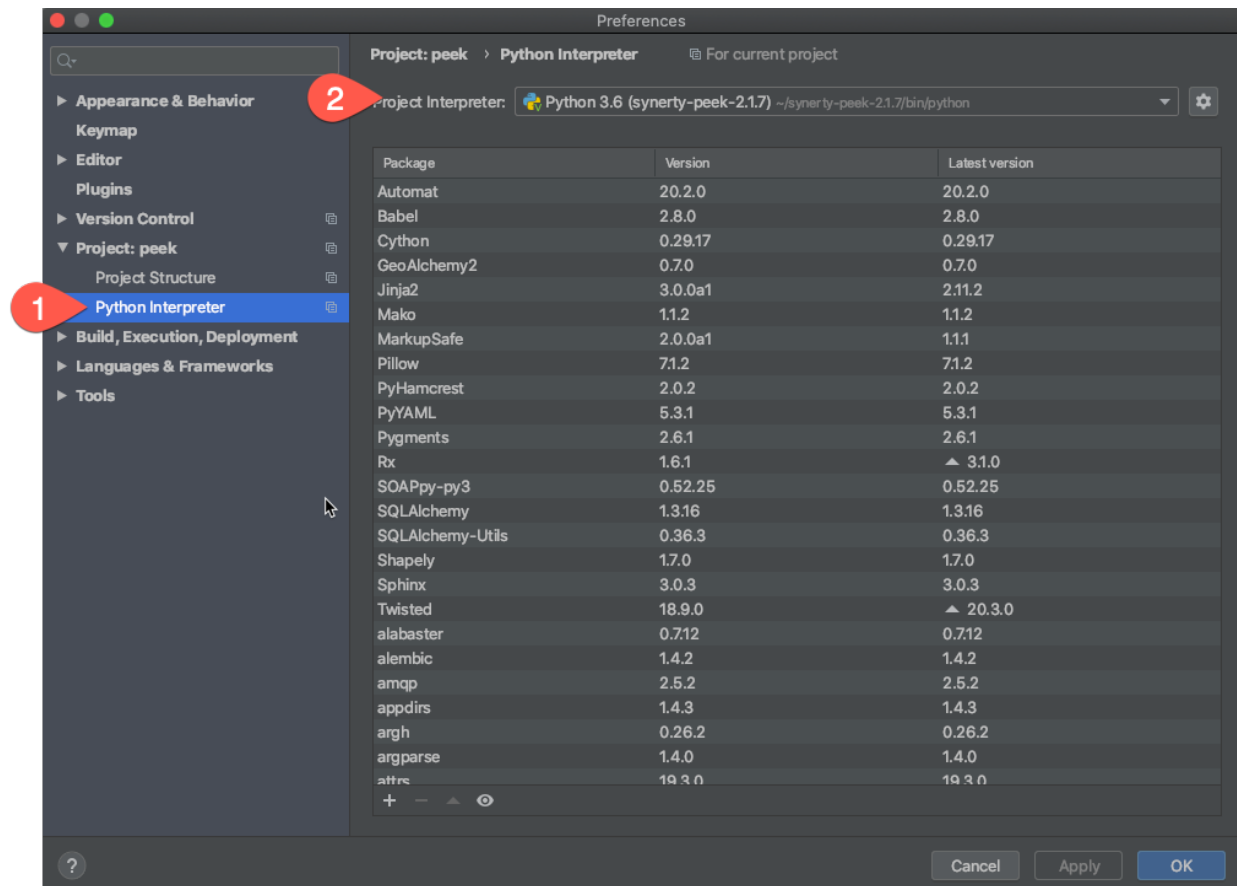 Preferences
Project: peek › Python Interpreter For current project
Appearance & Behavior
Keymap
Editor
Plugins
Version Control
Project: peek
Project Structure
1 Python Interpreter
Build, Execution, Deployment
Languages & Frameworks
Tools
2 Project Interpreter: Python 3.6 (synerty-peek-2.1.7) ~/synerty-peek-2.1.7/bin/python
Package Version Latest version
Automat 20.2.0 20.2.0
Babel 2.8.0 2.8.0
Cython 0.29.17 0.29.17
GeoAlchemy2 0.7.0 0.7.0
Jinja2 3.0.0a1 2.11.2
Mako 1.1.2 1.1.2
MarkupSafe 2.0.0a1 1.1.1
Pillow 7.1.2 7.1.2
PyHamcrest 2.0.2 2.0.2
PyYAML 5.3.1 5.3.1
Pygments 2.6.1 2.6.1
Rx 1.6.1 3.1.0
SOAPpy-py3 0.52.25 0.52.25
SQLAlchemy 1.3.16 1.3.16
SQLAlchemy-Utils 0.36.3 0.36.3
Shapely 1.7.0 1.7.0
Sphinx 3.0.3 3.0.3
Twisted 18.9.0 20.3.0
alabaster 0.7.12 0.7.12
alembic 1.4.2 1.4.2
amqp 2.5.2 2.5.2
appdirs 1.4.3 1.4.3
argh 0.26.2 0.26.2
argparse 1.4.0 1.4.0
attrs 19.3.0 19.3.0
? Cancel Apply OK